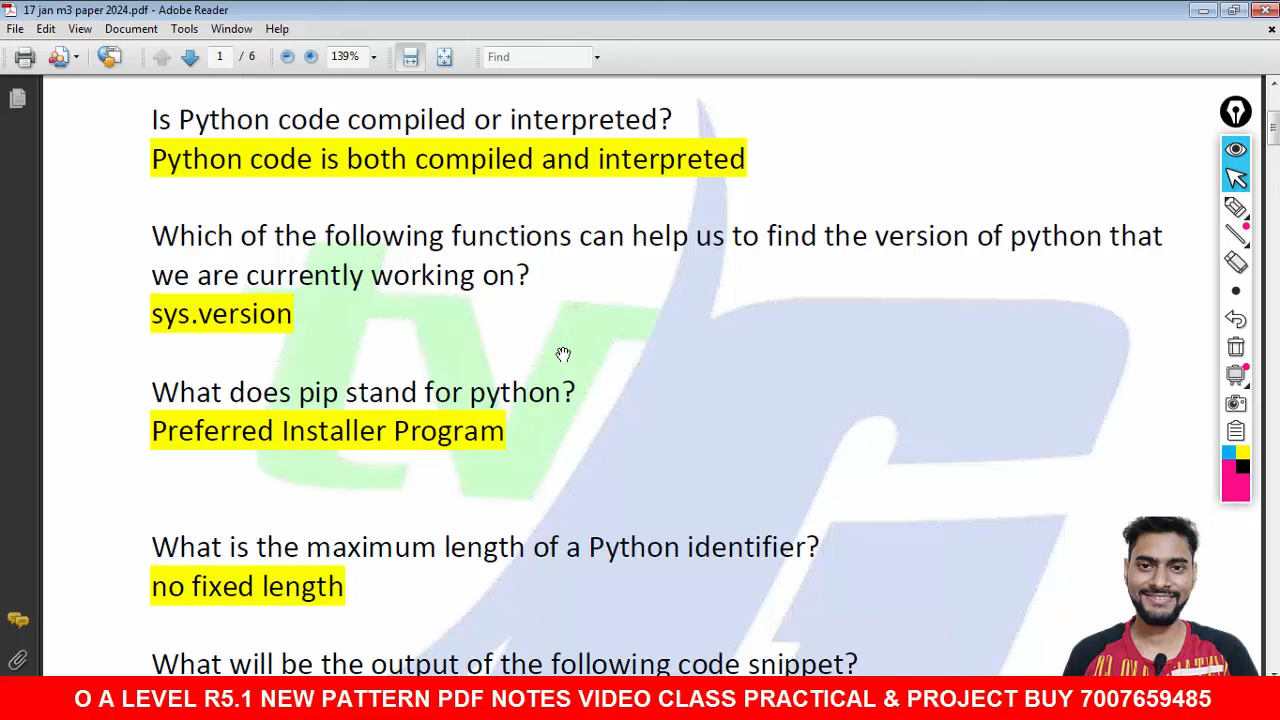 17 jan m3 paper 2024.pdf - Adobe Reader
File Edit View Document Tools Window Help
1 / 6 139% Find
Is Python code compiled or interpreted?
Python code is both compiled and interpreted
Which of the following functions can help us to find the version of python that
we are currently working on?
sys.version
What does pip stand for python?
Preferred Installer Program
What is the maximum length of a Python identifier?
no fixed length
What will be the output of the following code snippet?
O A LEVEL R5.1 NEW PATTERN PDF NOTES VIDEO CLASS PRACTICAL & PROJECT BUY 7007659485